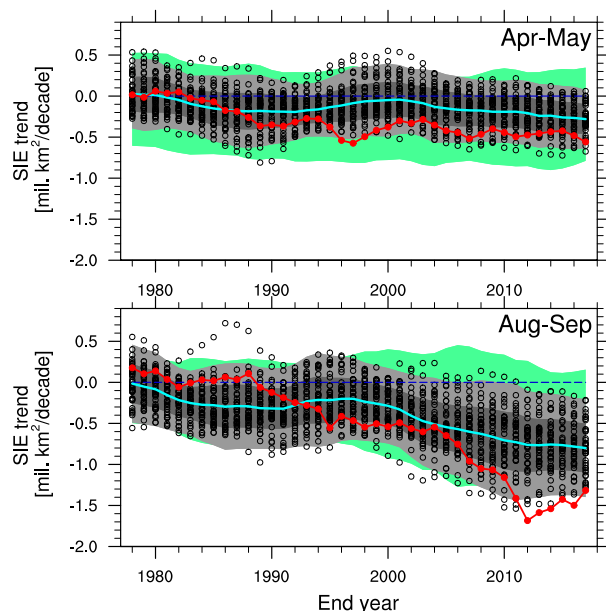 Apr-May
SIE trend
[mil. km²/decade]
0.5
0.0
-0.5
-1.0
-1.5
-2.0
1980 1990 2000 2010
Aug-Sep
SIE trend
[mil. km²/decade]
0.5
0.0
-0.5
-1.0
-1.5
-2.0
1980 1990 2000 2010
End year